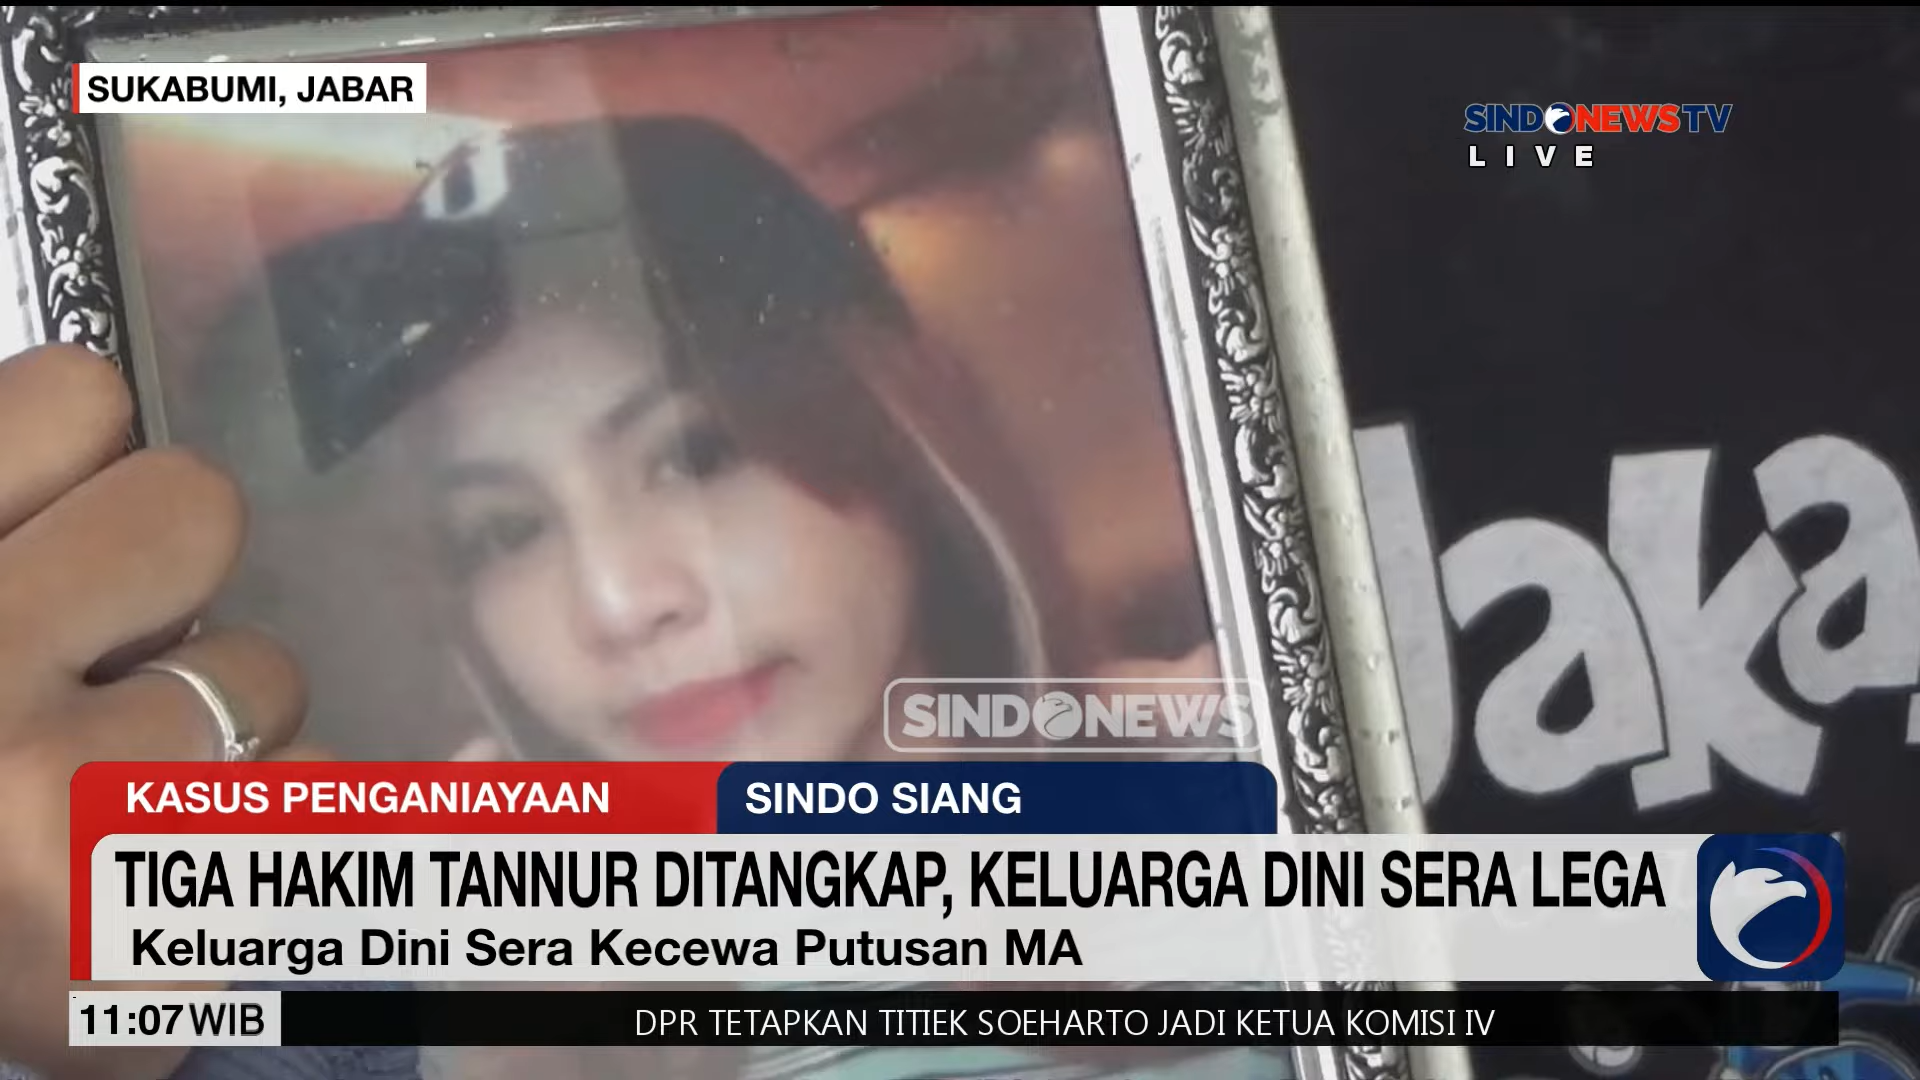 SUKABUMI, JABAR
SINDONEWSTV
LIVE
Jaka
SINDONEWS
KASUS PENGANIAYAAN
SINDO SIANG
TIGA HAKIM TANNUR DITANGKAP, KELUARGA DINI SERA LEGA
Keluarga Dini Sera Kecewa Putusan MA
11:07 WIB
DPR TETAPKAN TITIEK SOEHARTO JADI KETUA KOMISI IV